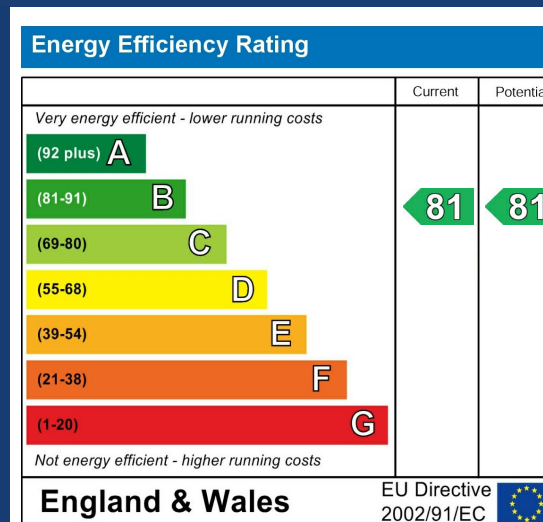 Energy Efficiency Rating
Current Potentia
Very energy efficient - lower running costs
(92 plus) A
(81-91) B
81 81
(69-80) C
(55-68) D
(39-54) E
(21-38) F
(1-20) G
Not energy efficient - higher running costs
England & Wales
EU Directive
2002/91/EC